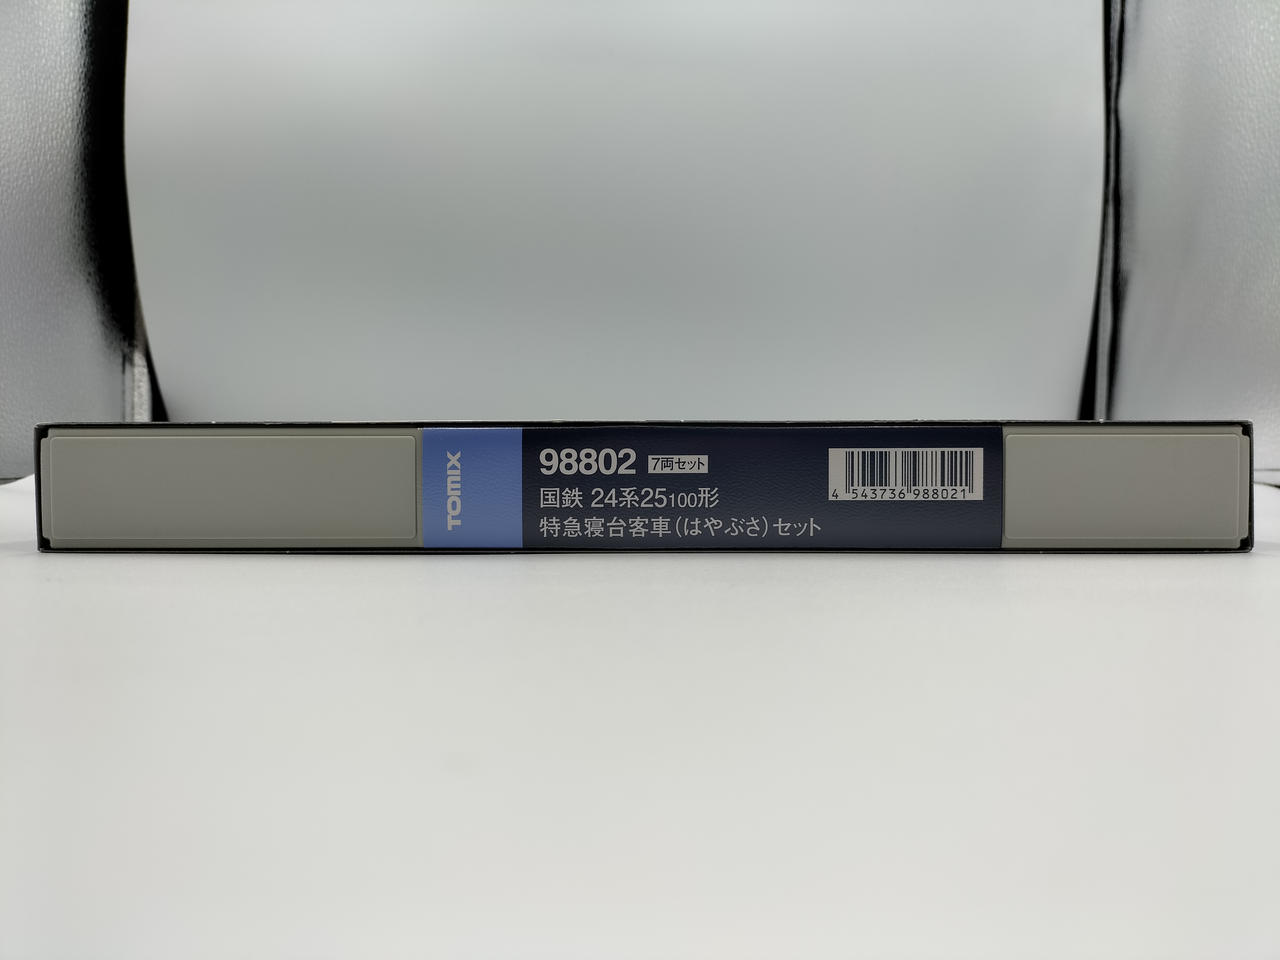 TOMIX
98802 7両セット
国鉄 24系25100形
特急寝台客車(はやぶさ)セット
4 543736 988021